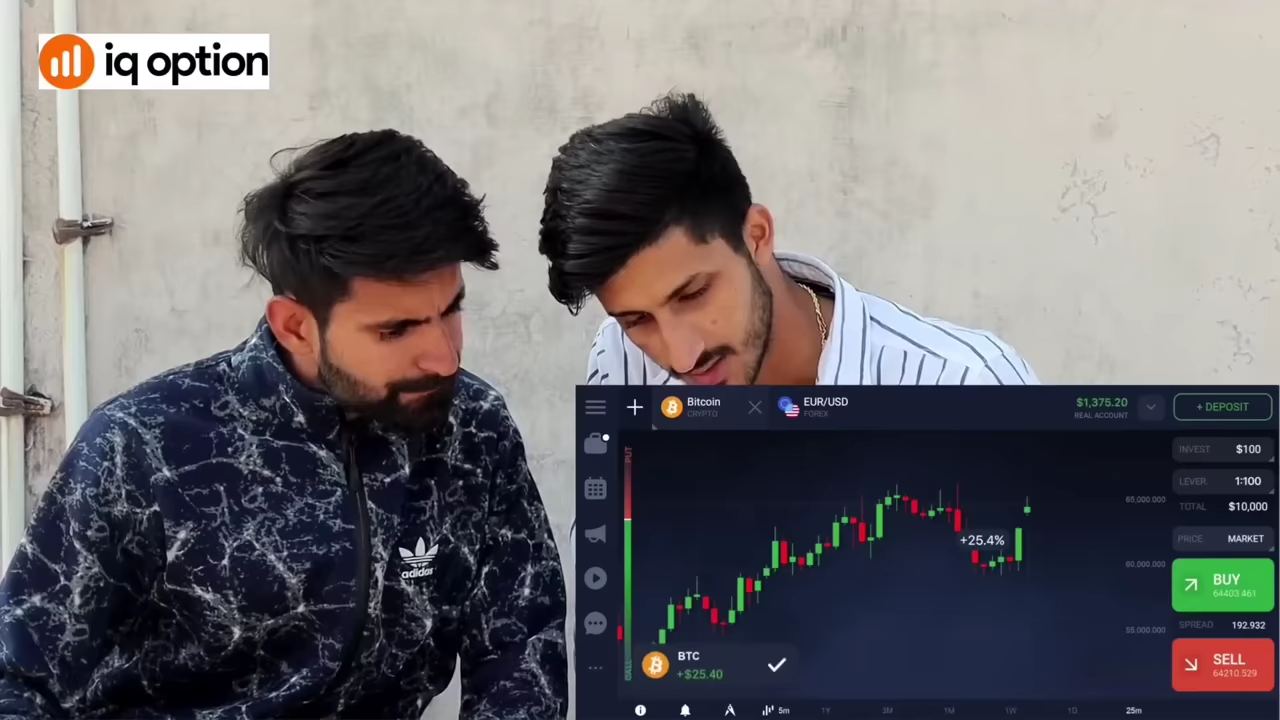 iq option
adidas
Bitcoin
CRYPTO
EUR/USD
FOREX
$1,375.20
REAL ACCOUNT
+ DEPOSIT
PUT
INVEST $100
LEVER. 1:100
TOTAL $10,000
PRICE MARKET
BUY
64403.461
SPREAD 192.932
SELL
64210.529
65,000.000
60,000.000
55,000.000
+25.4%
BTC
+$25.40
CALL
5m 1Y 3M 1M 1W 1D 25m